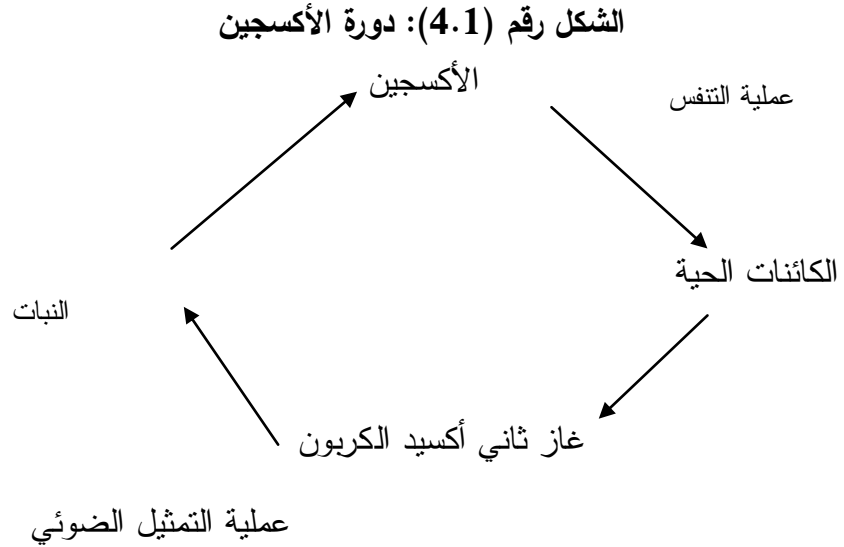 الشكل رقم (4.1): دورة الأكسجين
الأكسجين
عملية التنفس
الكائنات الحية
النبات
غاز ثاني أكسيد الكربون
عملية التمثيل الضوئي